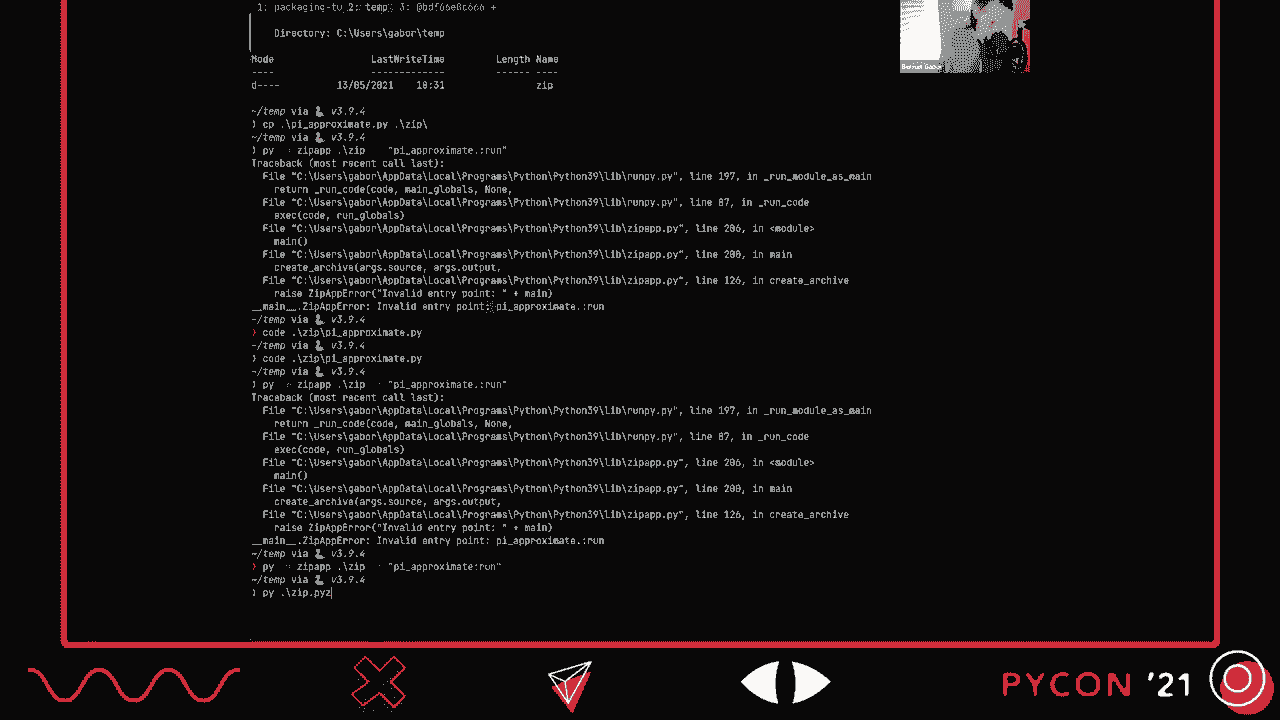 1: packaging-tu 2: temp 3: @bdf66e0c666 +
Directory: C:\Users\gabor\temp
Mode LastWriteTime Length Name
---- ------------- ------ ----
d---- 13/05/2021 10:31 zip
~/temp via v3.9.4
❯ cp .\pi_approximate.py .\zip\
~/temp via v3.9.4
❯ py zipapp .\zip "pi_approximate.:run"
Traceback (most recent call last):
File "C:\Users\gabor\AppData\Local\Programs\Python\Python39\lib\runpy.py", line 197, in _run_module_as_main
return _run_code(code, main_globals, None,
File "C:\Users\gabor\AppData\Local\Programs\Python\Python39\lib\runpy.py", line 87, in _run_code
exec(code, run_globals)
File "C:\Users\gabor\AppData\Local\Programs\Python\Python39\lib\zipapp.py", line 206, in <module>
main()
File "C:\Users\gabor\AppData\Local\Programs\Python\Python39\lib\zipapp.py", line 200, in main
create_archive(args.source, args.output,
File "C:\Users\gabor\AppData\Local\Programs\Python\Python39\lib\zipapp.py", line 126, in create_archive
raise ZipAppError("Invalid entry point: " + main)
__main__.ZipAppError: Invalid entry point: pi_approximate.:run
~/temp via v3.9.4
❯ code .\zip\pi_approximate.py
~/temp via v3.9.4
❯ code .\zip\pi_approximate.py
~/temp via v3.9.4
❯ py zipapp .\zip "pi_approximate.:run"
Traceback (most recent call last):
File "C:\Users\gabor\AppData\Local\Programs\Python\Python39\lib\runpy.py", line 197, in _run_module_as_main
return _run_code(code, main_globals, None,
File "C:\Users\gabor\AppData\Local\Programs\Python\Python39\lib\runpy.py", line 87, in _run_code
exec(code, run_globals)
File "C:\Users\gabor\AppData\Local\Programs\Python\Python39\lib\zipapp.py", line 206, in <module>
main()
File "C:\Users\gabor\AppData\Local\Programs\Python\Python39\lib\zipapp.py", line 200, in main
create_archive(args.source, args.output,
File "C:\Users\gabor\AppData\Local\Programs\Python\Python39\lib\zipapp.py", line 126, in create_archive
raise ZipAppError("Invalid entry point: " + main)
__main__.ZipAppError: Invalid entry point: pi_approximate.:run
~/temp via v3.9.4
❯ py zipapp .\zip "pi_approximate:run"
~/temp via v3.9.4
❯ py .\zip.pyz
PYCON '21